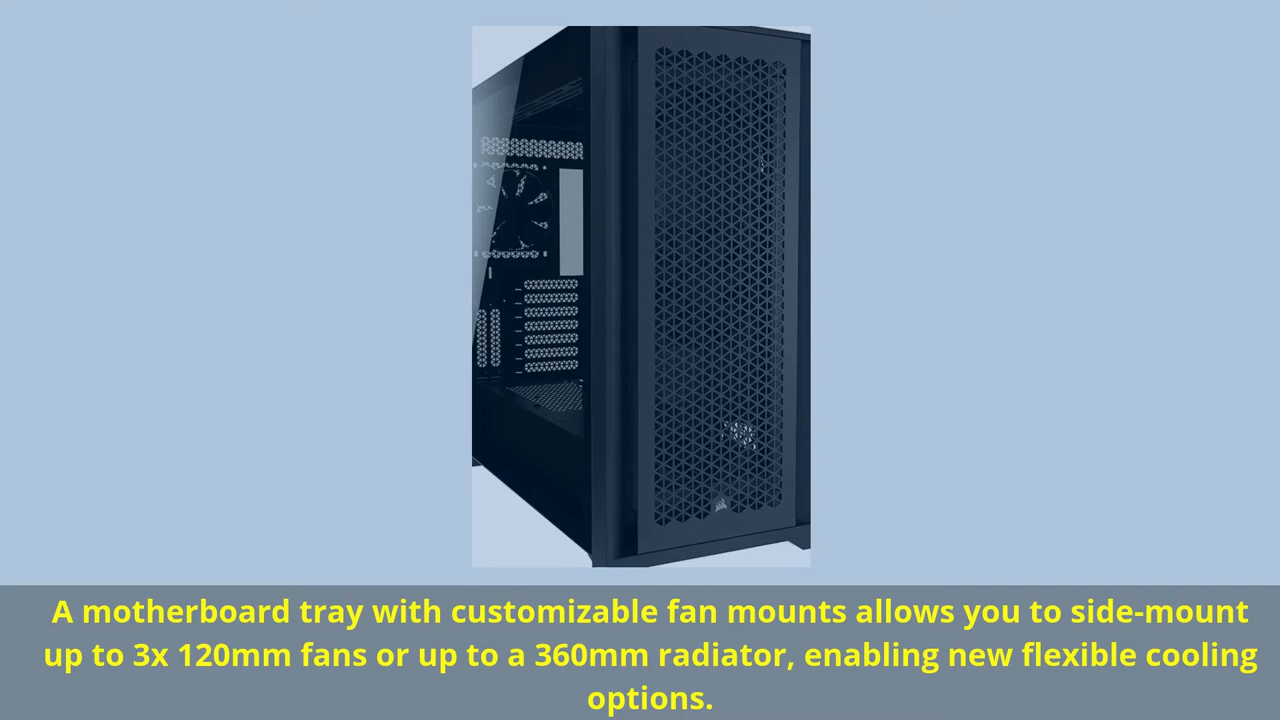 A motherboard tray with customizable fan mounts allows you to side-mount
up to 3x 120mm fans or up to a 360mm radiator, enabling new flexible cooling
options.